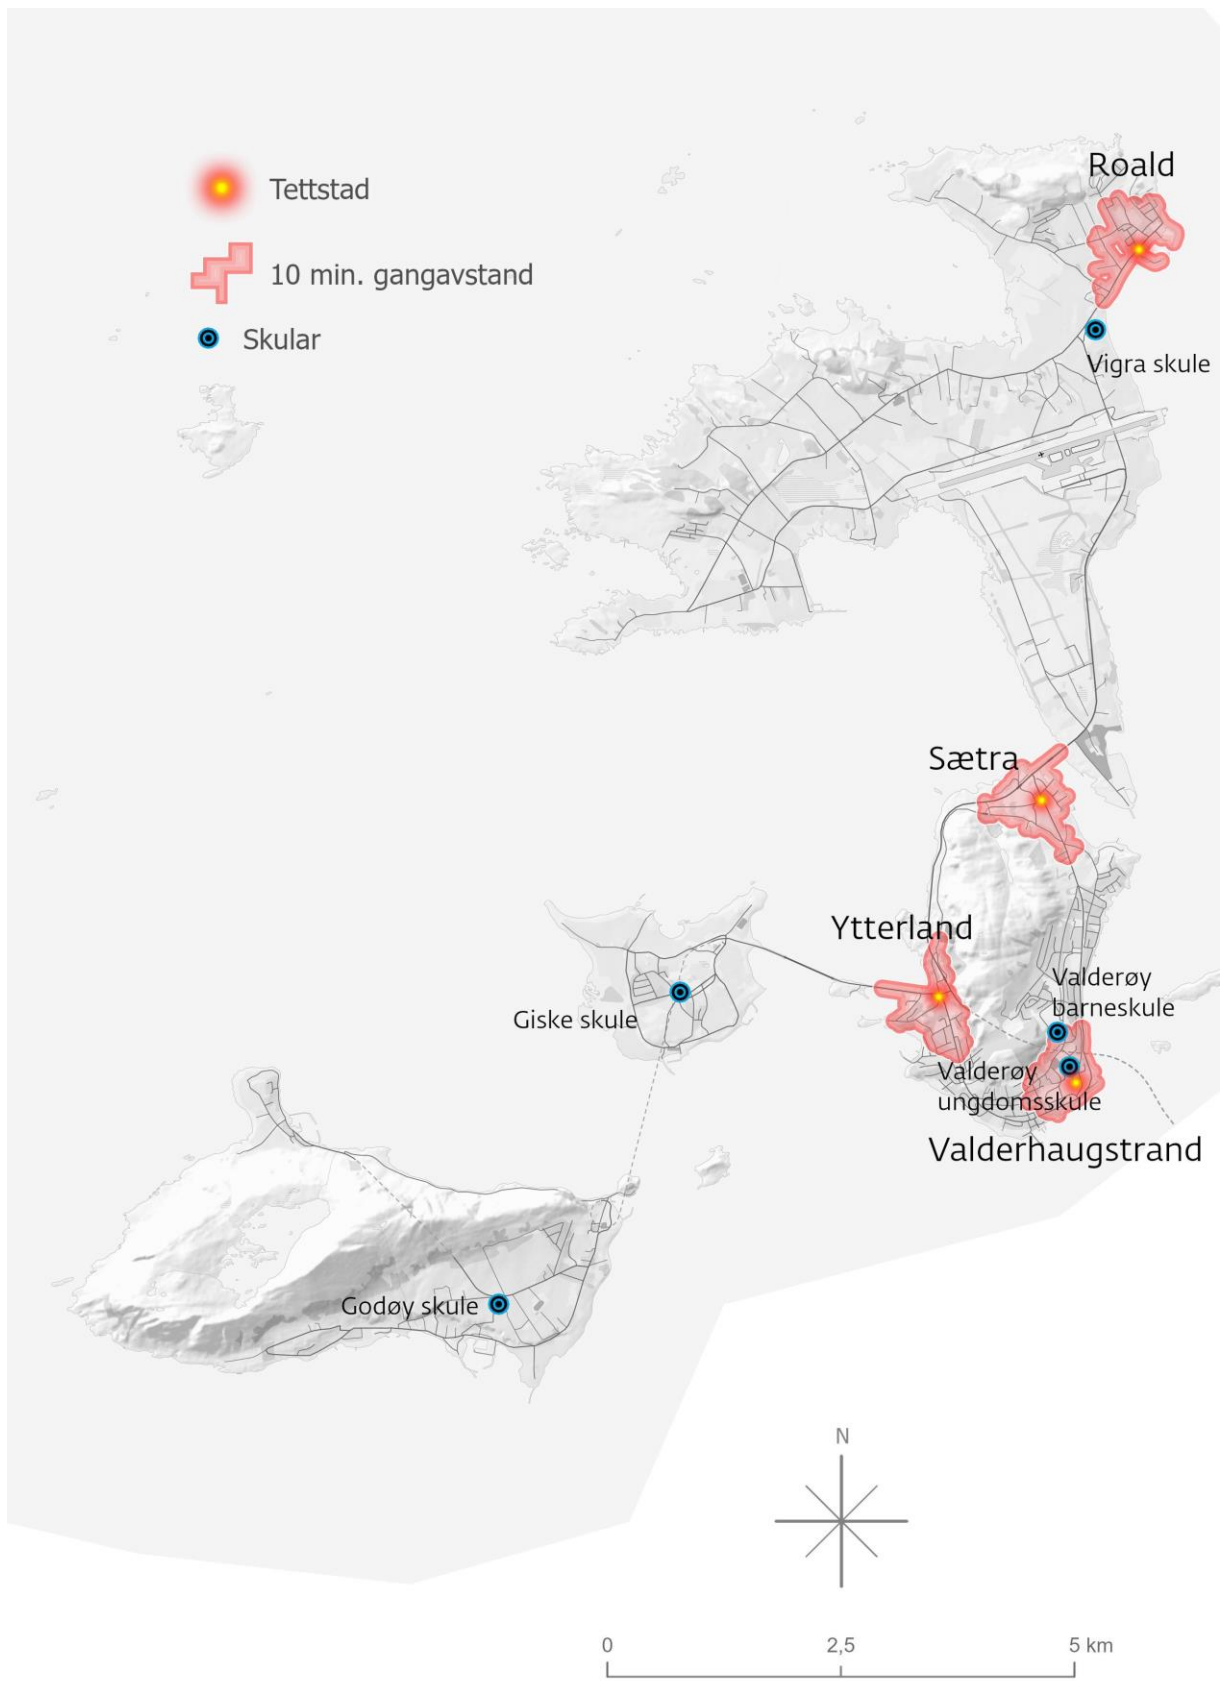 Roald
Tettstad
10 min. gangavstand
Skular
Vigra skule
Sætra
Ytterland
Valderøy
barneskule
Giske skule
Valderøy
ungdomsskule
Valderhaugstrand
Godøy skule
N
0 2,5 5 km